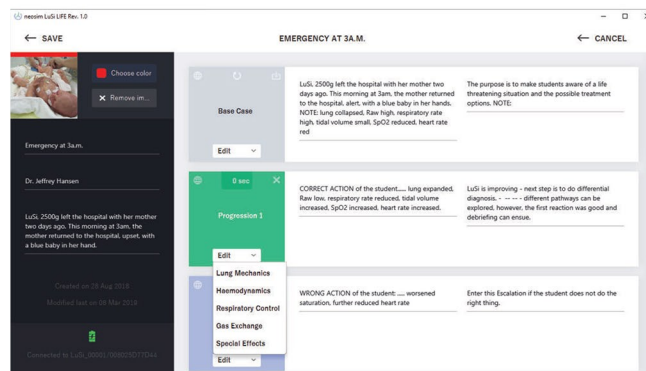 neosim LuSi LIFE Rev. 1.0
← SAVE
EMERGENCY AT 3A.M.
← CANCEL
Choose color
× Remove im...
Emergency at 3a.m.
Dr. Jeffrey Hansen
LuSi, 2500g left the hospital with her mother
two days ago. This morning at 3am, the
mother returned to the hospital, upset, with
a blue baby in her hand.
Created on 28 Aug 2018
Modified last on 06 Mar 2019
Connected to
Base Case
Edit
LuSi, 2500g left the hospital with her mother two
days ago. This morning at 3am, the mother returned
to the hospital, alert, with a blue baby in her hands.
NOTE: lung collapsed, Raw high, respiratory rate
high, tidal volume small, SpO2 reduced, heart rate
red
The purpose is to make students aware of a life
threatening situation and the possible treatment
options. NOTE:
0 sec
×
Progression 1
Edit
CORRECT ACTION of the student..... lung expanded,
Raw low, respiratory rate reduced, tidal volume
increased, SpO2 increased, heart rate increased.
LuSi is improving - next step is to do differential
diagnosis. - -- -- - different pathways can be
explored, however, the first reaction was good and
debriefing can ensue.
Lung Mechanics
Haemodynamics
Respiratory Control
Gas Exchange
Special Effects
Edit
WRONG ACTION of the student: ..... worsened
saturation, further reduced heart rate
Enter this Escalation if the student does not do the
right thing.